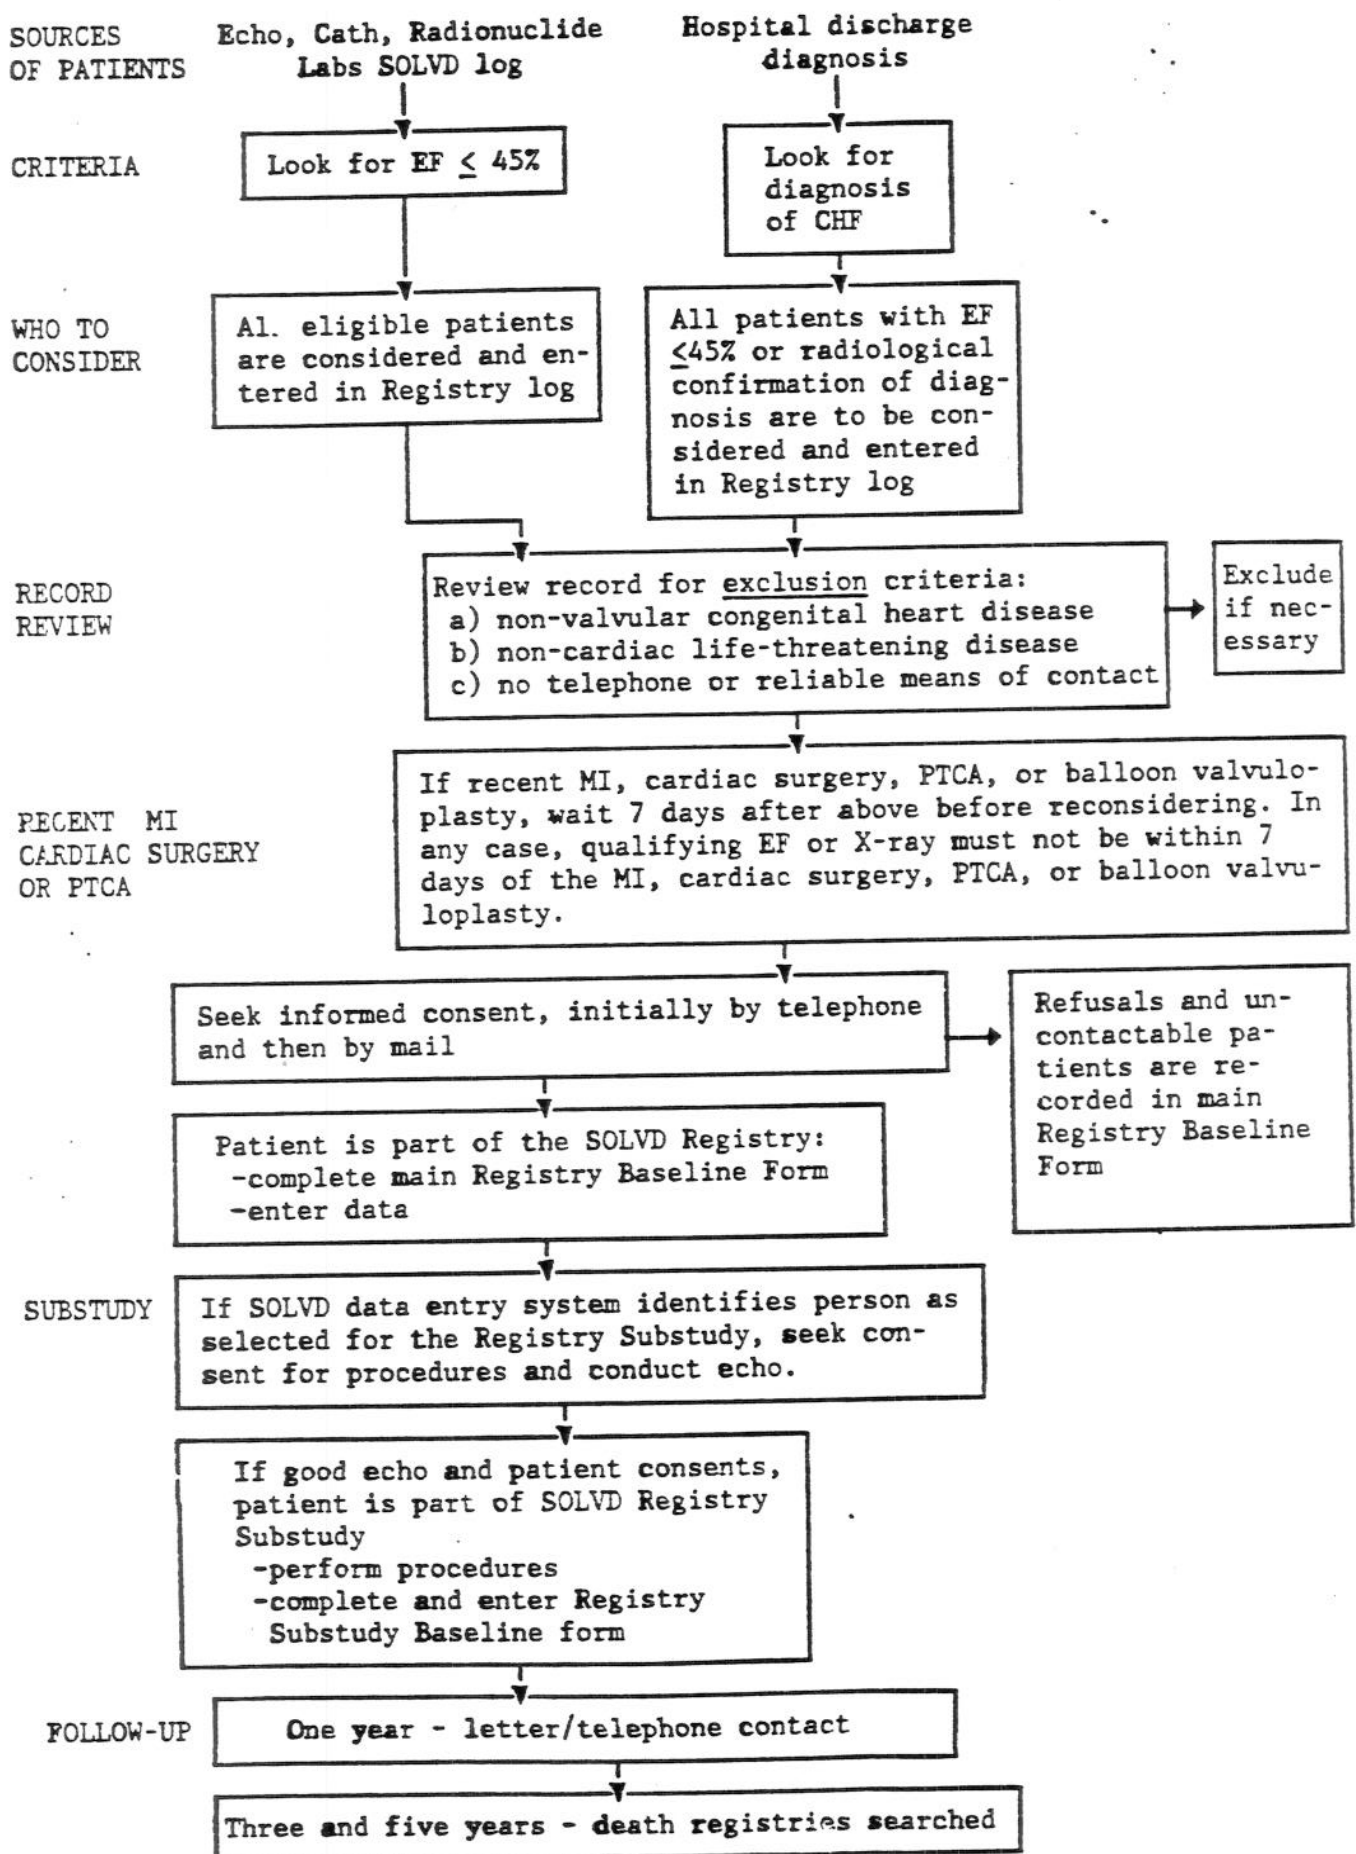 SOURCES
OF PATIENTS
Echo, Cath, Radionuclide
Labs SOLVD log
Hospital discharge
diagnosis
CRITERIA
Look for EF ≤ 45%
Look for
diagnosis
of CHF
WHO TO
CONSIDER
Al. eligible patients
are considered and en-
tered in Registry log
All patients with EF
≤45% or radiological
confirmation of diag-
nosis are to be con-
sidered and entered
in Registry log
RECORD
REVIEW
Review record for exclusion criteria:
a) non-valvular congenital heart disease
b) non-cardiac life-threatening disease
c) no telephone or reliable means of contact
Exclude
if nec-
essary
RECENT MI
CARDIAC SURGERY
OR PTCA
If recent MI, cardiac surgery, PTCA, or balloon valvulo-
plasty, wait 7 days after above before reconsidering. In
any case, qualifying EF or X-ray must not be within 7
days of the MI, cardiac surgery, PTCA, or balloon valvu-
loplasty.
Seek informed consent, initially by telephone
and then by mail
Refusals and un-
contactable pa-
tients are re-
corded in main
Registry Baseline
Form
Patient is part of the SOLVD Registry:
-complete main Registry Baseline Form
-enter data
SUBSTUDY
If SOLVD data entry system identifies person as
selected for the Registry Substudy, seek con-
sent for procedures and conduct echo.
If good echo and patient consents,
patient is part of SOLVD Registry
Substudy
-perform procedures
-complete and enter Registry
Substudy Baseline form
FOLLOW-UP
One year - letter/telephone contact
Three and five years - death registries searched